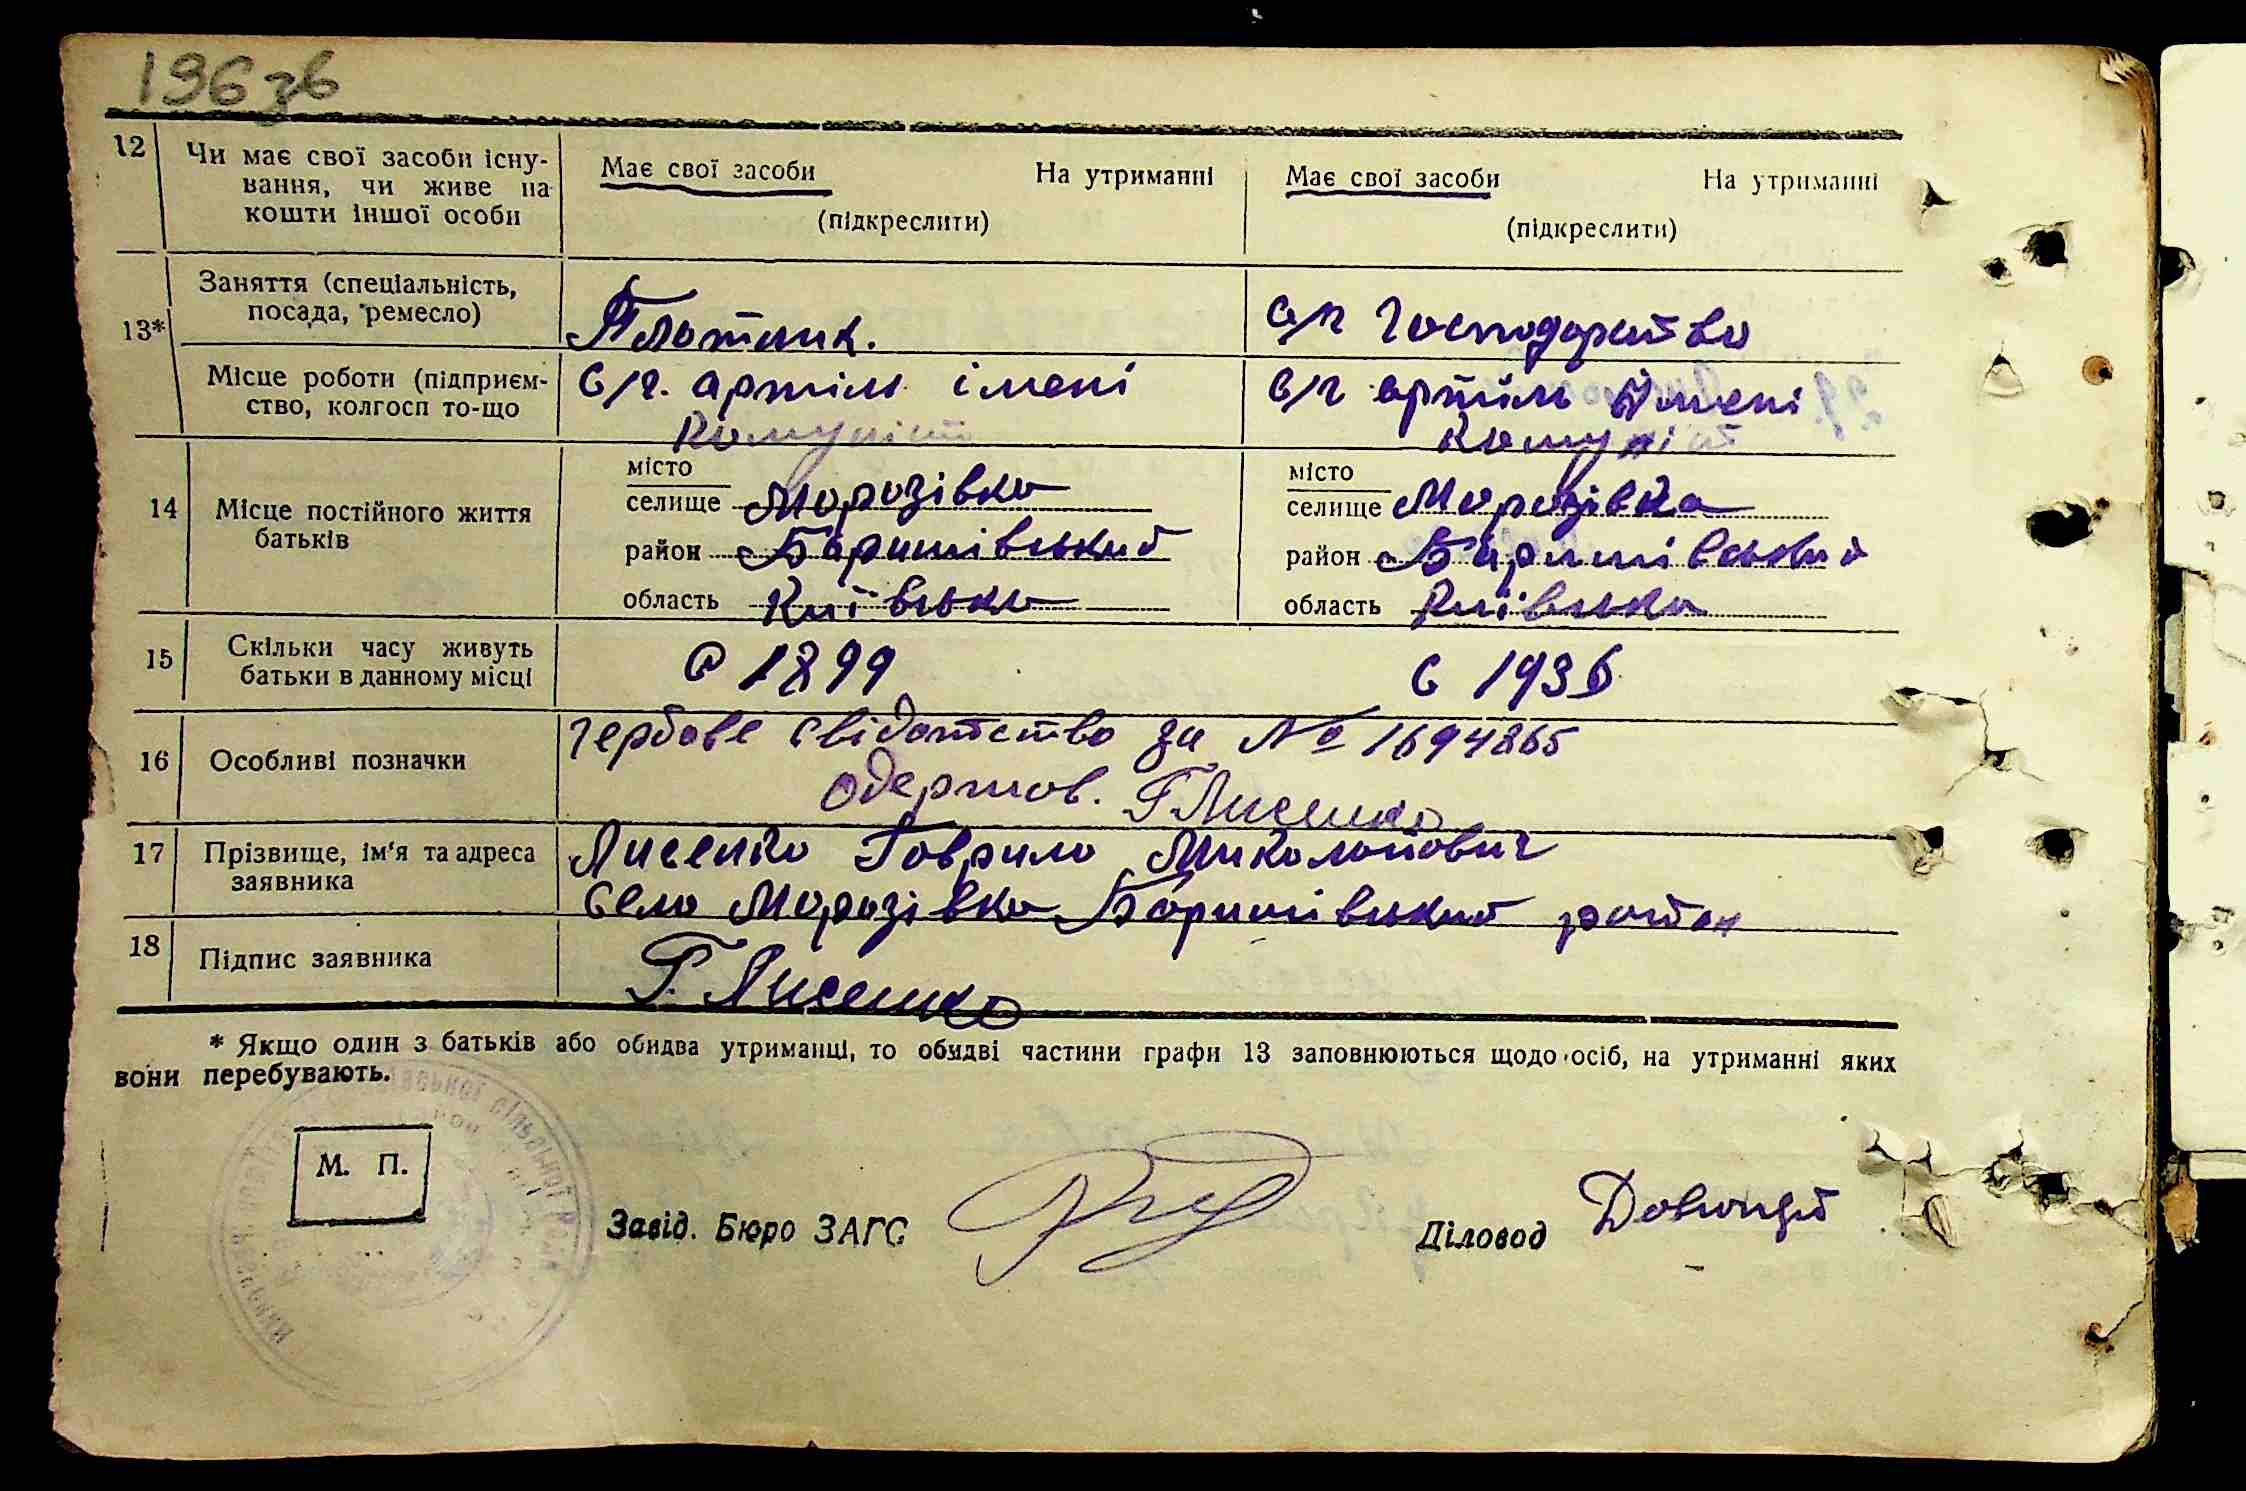 196 зв
12 Чи має свої засоби існу- Має свої засоби На утриманні Має свої засоби На утриманні
вання, чи живе на
кошти іншої особи (підкреслити) (підкреслити)
13* Заняття (спеціальність,
посада, ремесло) Плотник. С/г господарство
Місце роботи (підприєм- С/г. артіль імені С/г артіль імені
ство, колгосп то-що Комуніст Комуніст
14 Місце постійного життя
батьків
місто місто
селище Морозівка селище Морозівка
район Баришівський район Баришівський
область Київська область Київська
15 Скільки часу живуть
батьки в данному місці С 1899 С 1936
16 Особливі позначки гербове свідотство за № 1694865
одержав. Г Лисенко
17 Прізвище, ім'я та адреса Лисенко Гаврило Миколайович
заявника село Морозівка Баришівський район
18 Підпис заявника Г. Лисенко
* Якщо один з батьків або обидва утриманці, то обидві частини графи 13 заповнюються щодо осіб, на утриманні яких
вони перебувають.
М. П.
Завід. Бюро ЗАГС Діловод